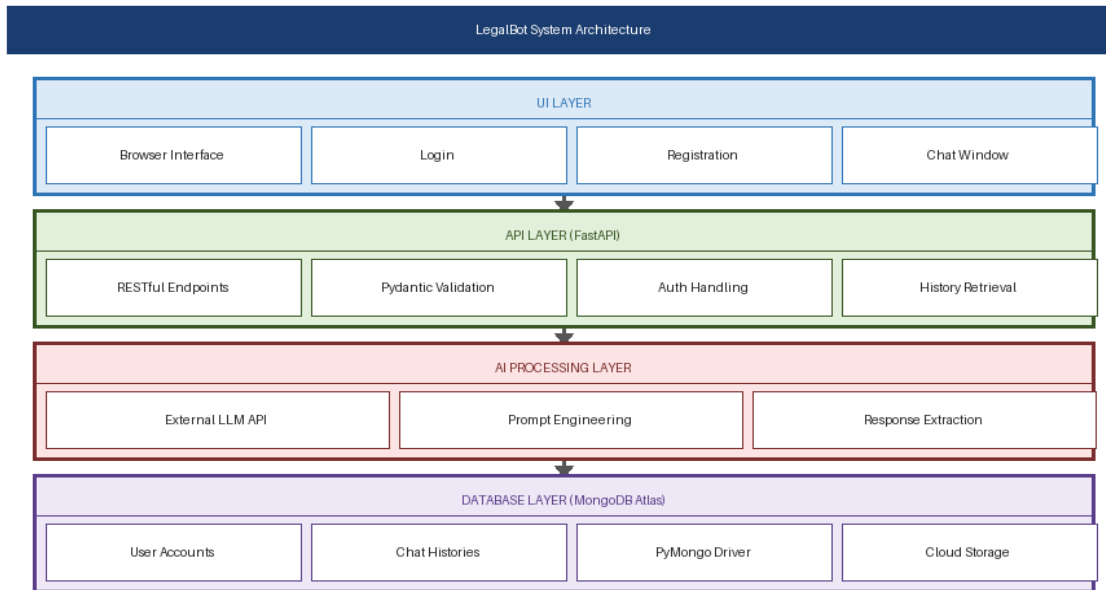 LegalBot System Architecture
UI LAYER
Browser Interface
Login
Registration
Chat Window
API LAYER (FastAPI)
RESTful Endpoints
Pydantic Validation
Auth Handling
History Retrieval
AI PROCESSING LAYER
External LLM API
Prompt Engineering
Response Extraction
DATABASE LAYER (MongoDB Atlas)
User Accounts
Chat Histories
PyMongo Driver
Cloud Storage